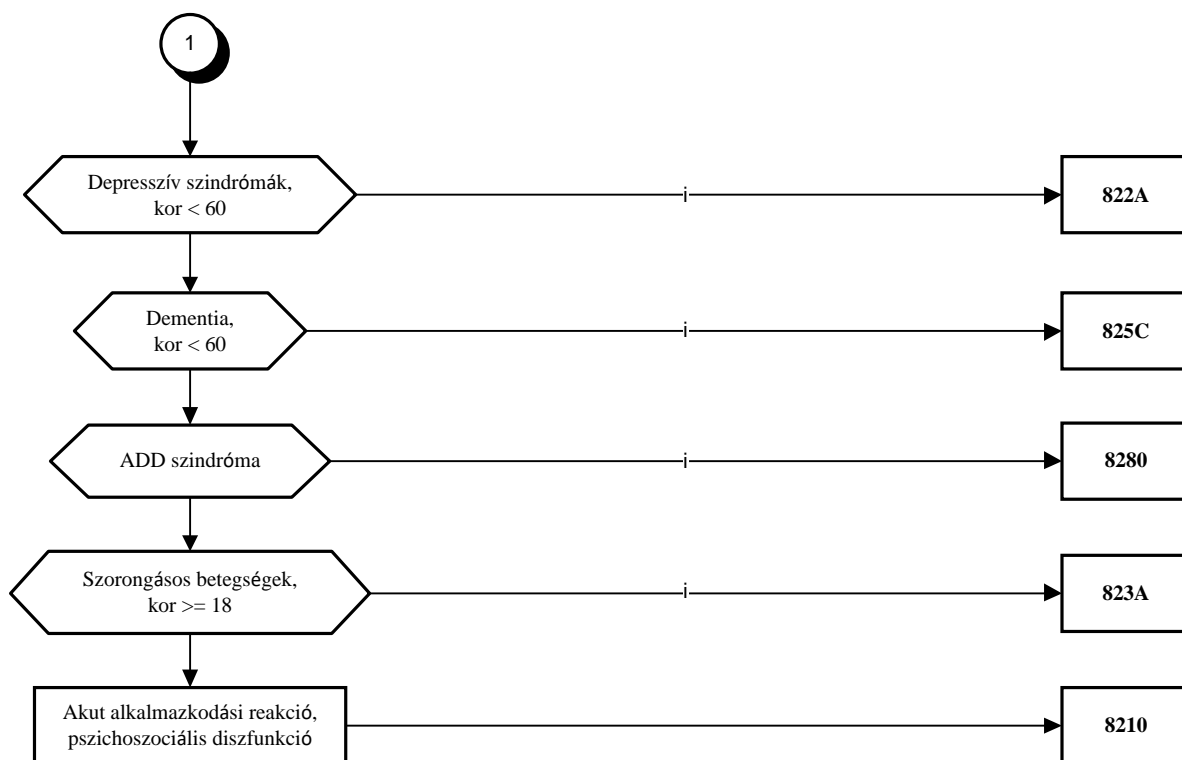 1
Depresszív szindrómák,
kor < 60
i
822A
Dementia,
kor < 60
i
825C
ADD szindróma
i
8280
Szorongásos betegségek,
kor >= 18
i
823A
Akut alkalmazkodási reakció,
pszichoszociális diszfunkció
8210